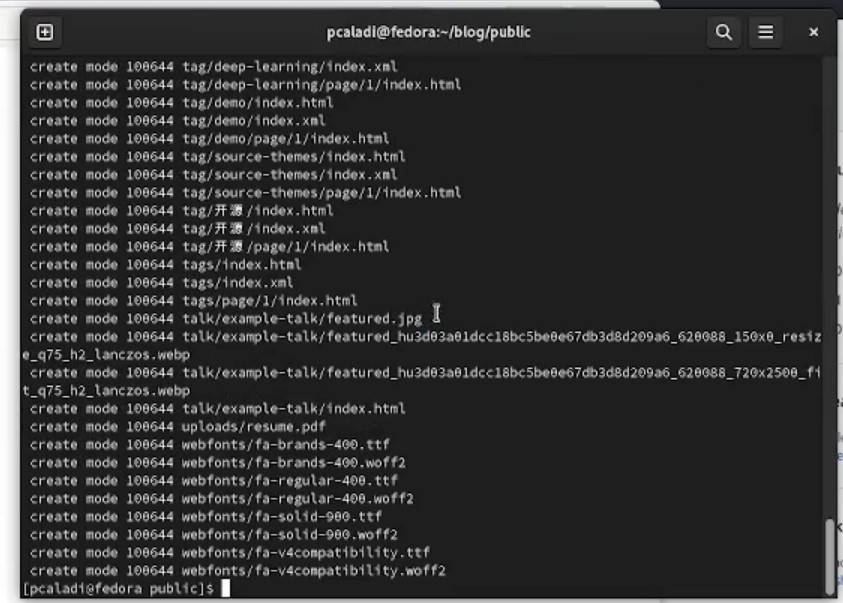 pcaladi@fedora:~/blog/public
create mode 100644 tag/deep-learning/index.xml
create mode 100644 tag/deep-learning/page/1/index.html
create mode 100644 tag/demo/index.html
create mode 100644 tag/demo/index.xml
create mode 100644 tag/demo/page/1/index.html
create mode 100644 tag/source-themes/index.html
create mode 100644 tag/source-themes/index.xml
create mode 100644 tag/source-themes/page/1/index.html
create mode 100644 tag/开源/index.html
create mode 100644 tag/开源/index.xml
create mode 100644 tag/开源/page/1/index.html
create mode 100644 tags/index.html
create mode 100644 tags/index.xml
create mode 100644 tags/page/1/index.html
create mode 100644 talk/example-talk/featured.jpg
create mode 100644 talk/example-talk/featured_hu3d03a01dcc18bc5be0e67db3d8d209a6_620088_150x0_resiz
e_q75_h2_lanczos.webp
create mode 100644 talk/example-talk/featured_hu3d03a01dcc18bc5be0e67db3d8d209a6_620088_720x2500_fi
t_q75_h2_lanczos.webp
create mode 100644 talk/example-talk/index.html
create mode 100644 uploads/resume.pdf
create mode 100644 webfonts/fa-brands-400.ttf
create mode 100644 webfonts/fa-brands-400.woff2
create mode 100644 webfonts/fa-regular-400.ttf
create mode 100644 webfonts/fa-regular-400.woff2
create mode 100644 webfonts/fa-solid-900.ttf
create mode 100644 webfonts/fa-solid-900.woff2
create mode 100644 webfonts/fa-v4compatibility.ttf
create mode 100644 webfonts/fa-v4compatibility.woff2
[pcaladi@fedora public]$